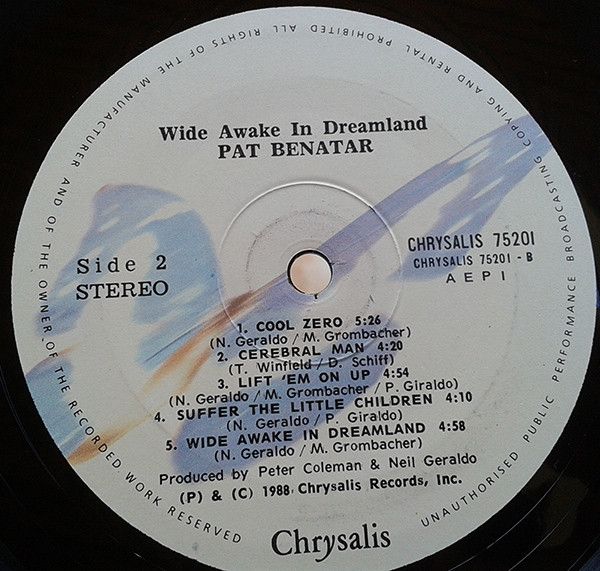 ALL RIGHTS OF THE MANUFACTURER AND OF THE OWNER OF THE RECORDED WORK RESERVED
UNAUTHORISED PUBLIC PERFORMANCE BROADCASTING COPYING AND RENTAL PROHIBITED
Wide Awake In Dreamland
PAT BENATAR
Side 2
STEREO
CHRYSALIS 75201
CHRYSALIS 75201 - B
AEPI
1. COOL ZERO 5:26
(N. Geraldo/M. Grombacher)
2. CEREBRAL MAN 4:20
(T. Winfield/D. Schiff)
3. LIFT 'EM ON UP 4:54
(N. Geraldo/M. Grombacher/P. Giraldo)
4. SUFFER THE LITTLE CHILDREN 4:10
(N. Geraldo/P. Giraldo)
5. WIDE AWAKE IN DREAMLAND 4:58
(N. Geraldo/M. Grombacher)
Produced by Peter Coleman & Neil Geraldo
(P) & (C) 1988, Chrysalis Records, Inc.
Chrysalis